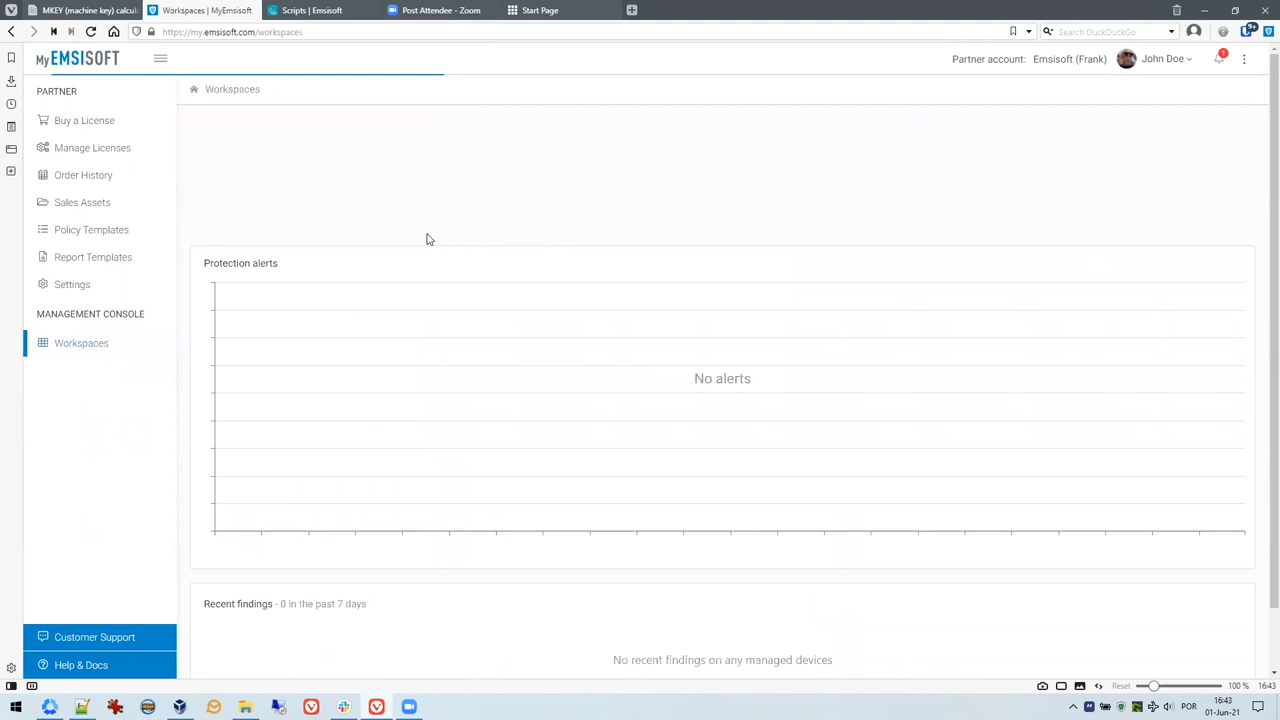 MKEY (machine key) calcul
Workspaces | MyEmsisoft
Scripts | Emsisoft
Post Attendee - Zoom
Start Page
https://my.emsisoft.com/workspaces
Search DuckDuckGo
9+
My EMSISOFT
Partner account: Emsisoft (Frank)
John Doe
1
PARTNER
Workspaces
Buy a License
Manage Licenses
Order History
Sales Assets
Policy Templates
Report Templates
Settings
MANAGEMENT CONSOLE
Workspaces
Protection alerts
No alerts
Recent findings - 0 in the past 7 days
No recent findings on any managed devices
Customer Support
Help & Docs
Reset
100 %
16:43
POR
16:43
01-Jun-21